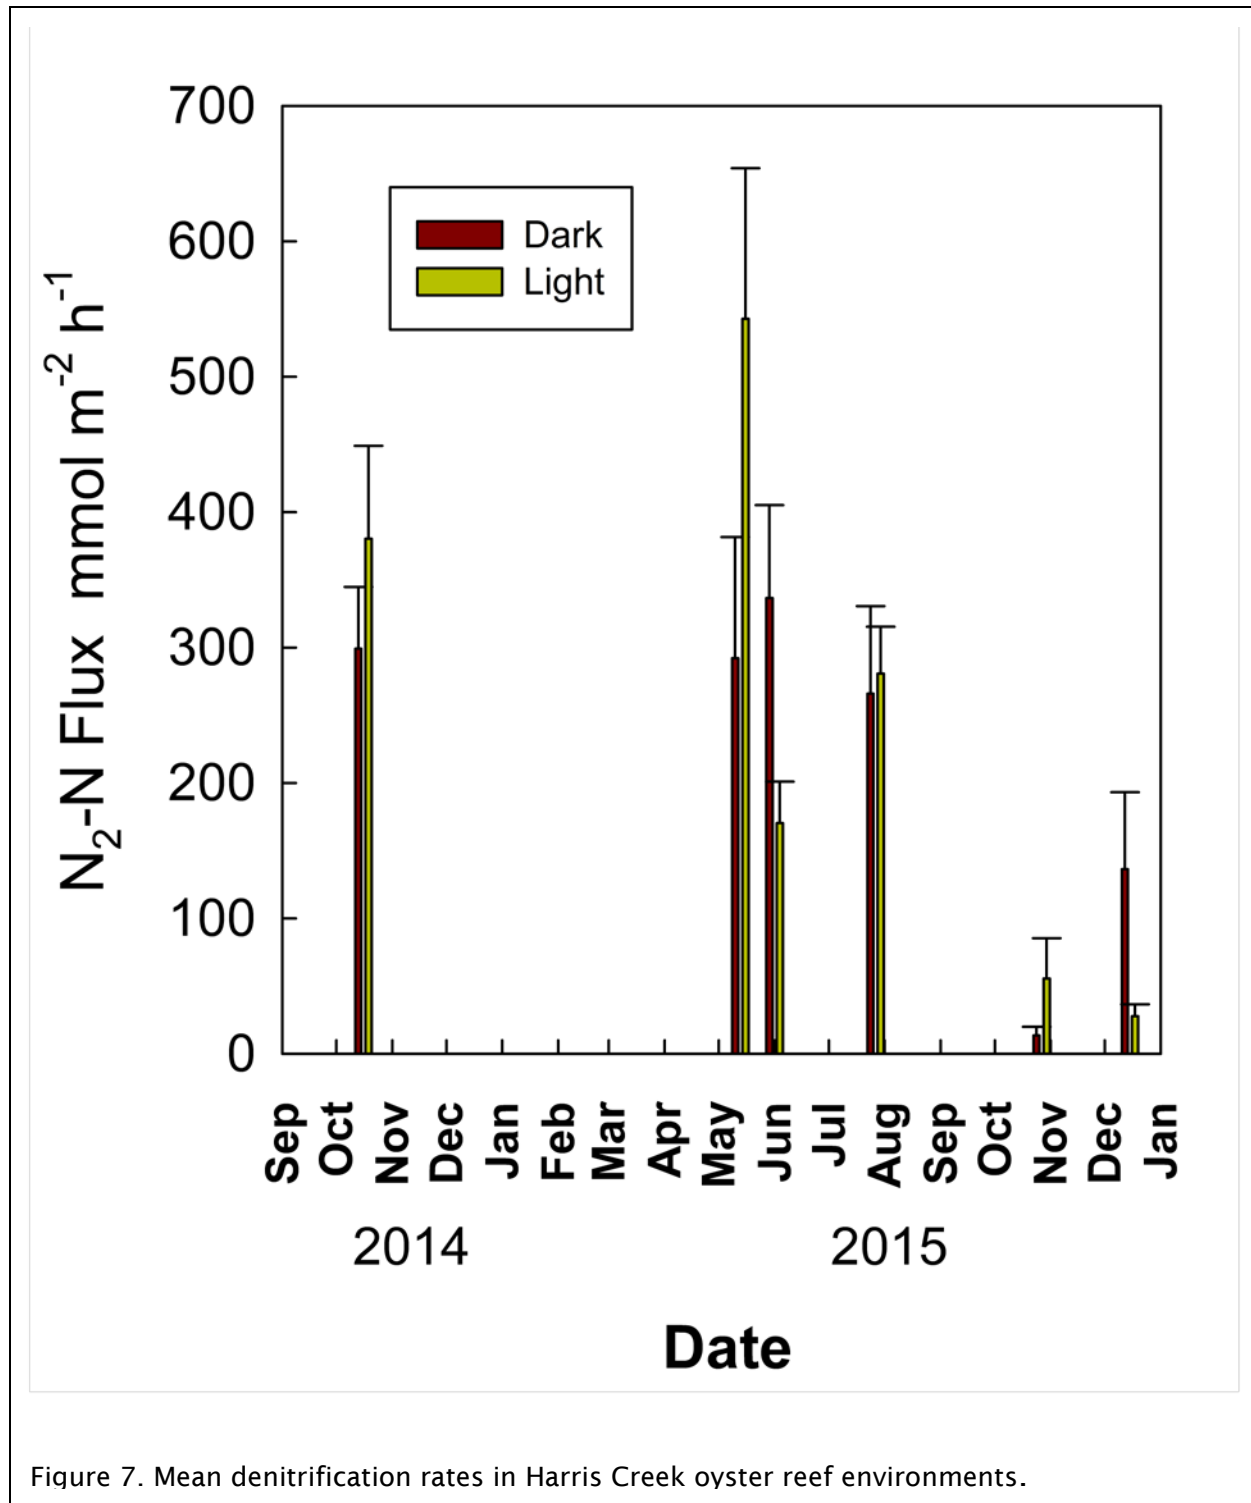 700
600
500
400
300
200
100
0
N₂-N Flux mmol m⁻² h⁻¹
Dark
Light
Sep Oct Nov Dec Jan Feb Mar Apr May Jun Jul Aug Sep Oct Nov Dec Jan
2014 2015
Date
Figure 7. Mean denitrification rates in Harris Creek oyster reef environments.